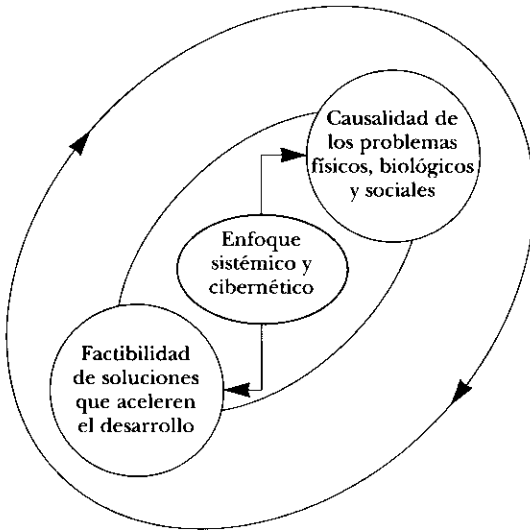 Causalidad de
los problemas
físicos, biológicos
y sociales
Enfoque
sistémico y
cibernético
Factibilidad
de soluciones
que aceleren
el desarrollo